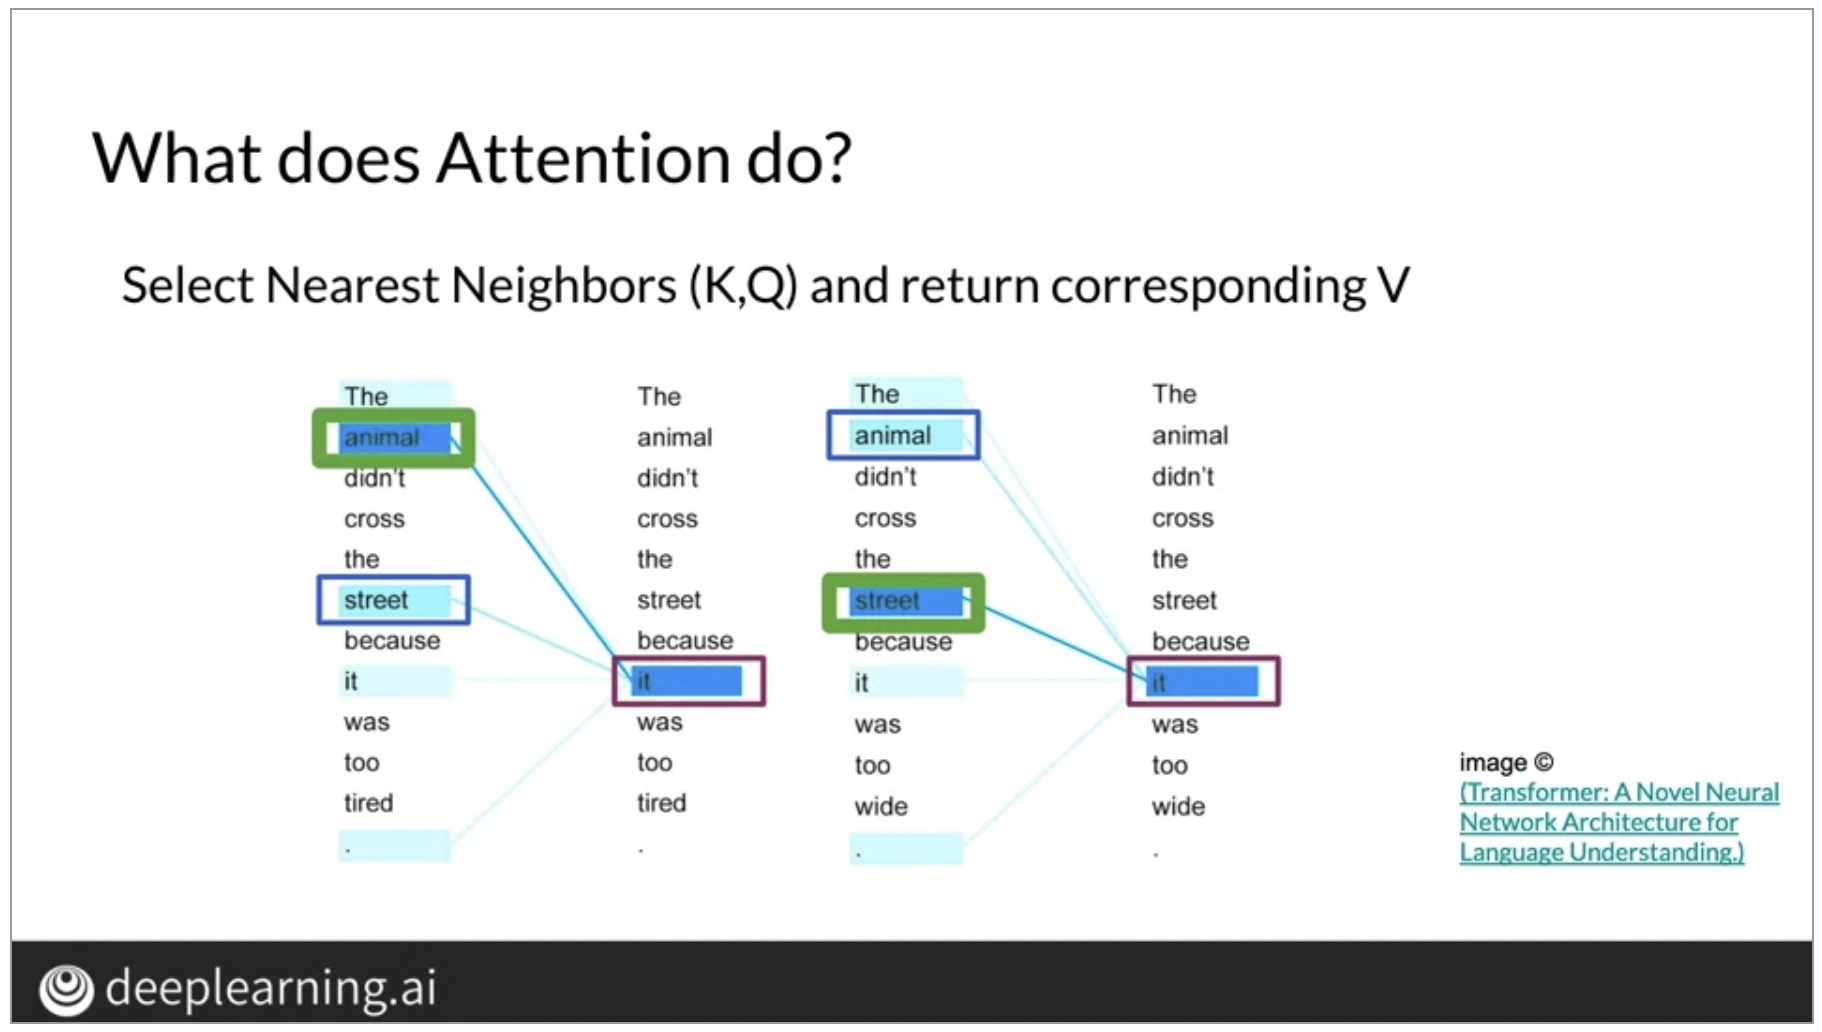 What does Attention do?
Select Nearest Neighbors (K,Q) and return corresponding V
The
animal
didn't
cross
the
street
because
it
was
too
tired
.
The
animal
didn't
cross
the
street
because
it
was
too
tired
.
The
animal
didn't
cross
the
street
because
it
was
too
wide
.
The
animal
didn't
cross
the
street
because
it
was
too
wide
.
image ©
(Transformer: A Novel Neural
Network Architecture for
Language Understanding.)
deeplearning.ai